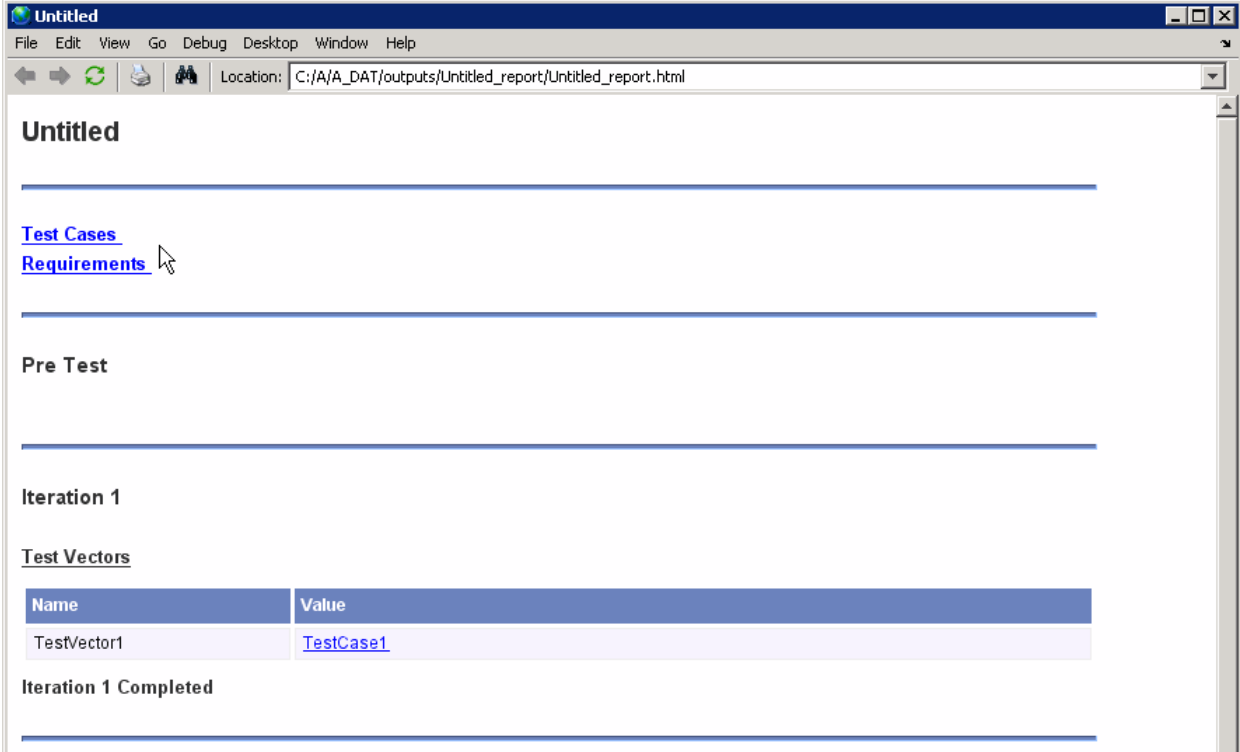 Untitled
File Edit View Go Debug Desktop Window Help
Location: C:/A/A_DAT/outputs/Untitled_report/Untitled_report.html
Untitled
Test Cases
Requirements
Pre Test
Iteration 1
Test Vectors
Name Value
TestVector1 TestCase1
Iteration 1 Completed